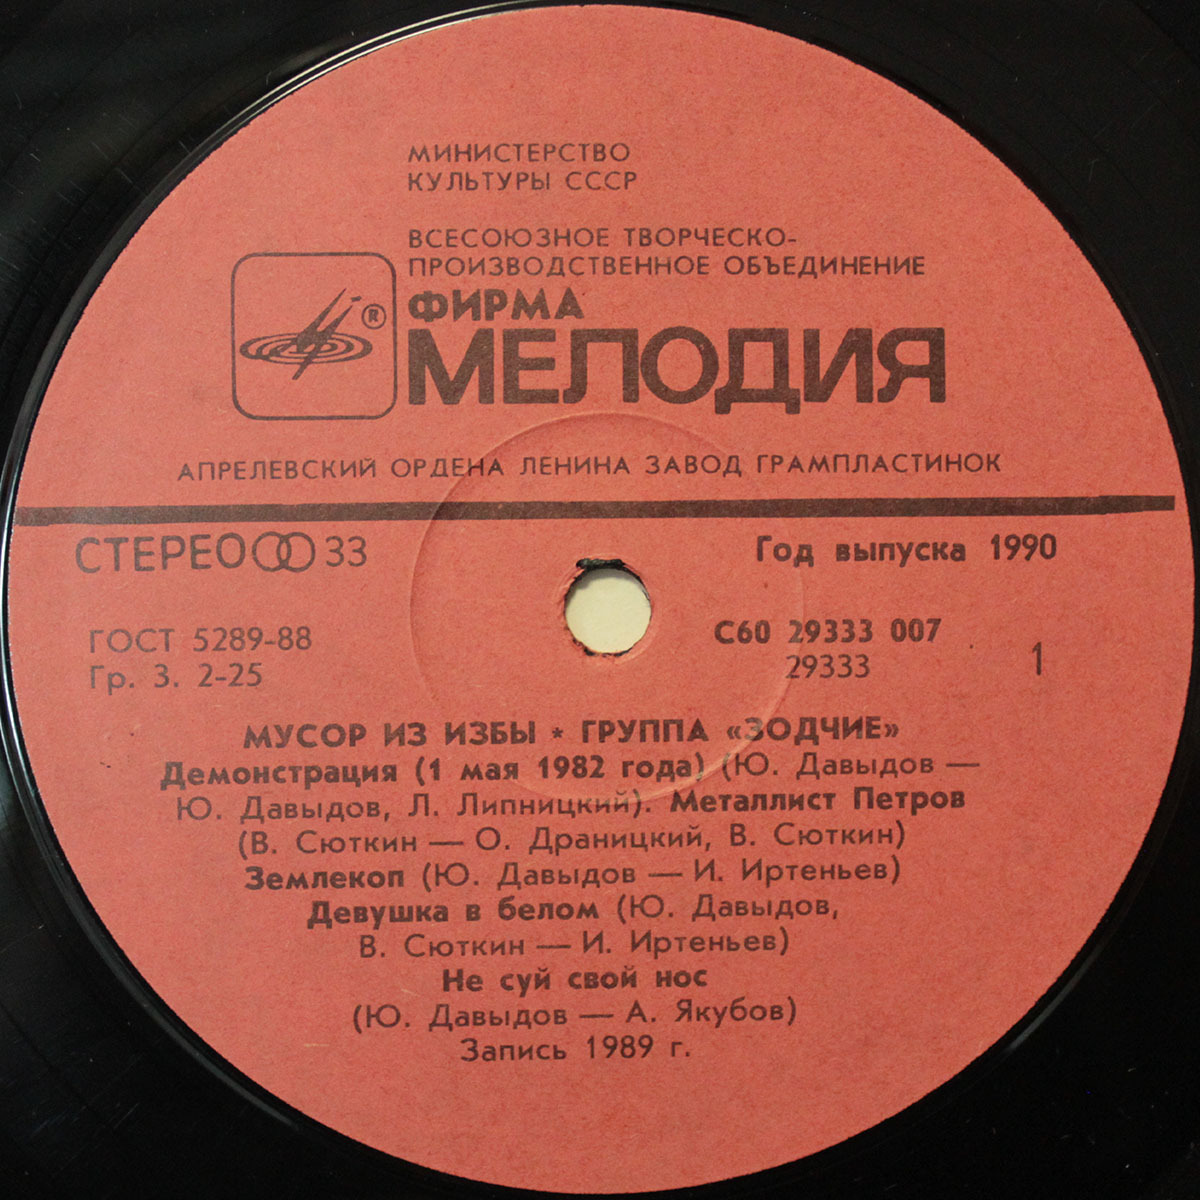 МИНИСТЕРСТВО
КУЛЬТУРЫ СССР
ВСЕСОЮЗНОЕ ТВОРЧЕСКО-
ПРОИЗВОДСТВЕННОЕ ОБЪЕДИНЕНИЕ
ФИРМА
®
МЕЛОДИЯ
АПРЕЛЕВСКИЙ ОРДЕНА ЛЕНИНА ЗАВОД ГРАМПЛАСТИНОК
СТЕРЕО 33
Год выпуска 1990
ГОСТ 5289-88
Гр. 3. 2-25
С60 29333 007
29333
1
МУСОР ИЗ ИЗБЫ * ГРУППА «ЗОДЧИЕ»
Демонстрация (1 мая 1982 года) (Ю. Давыдов —
Ю. Давыдов, Л. Липницкий). Металлист Петров
(В. Сюткин — О. Драницкий, В. Сюткин)
Землекоп (Ю. Давыдов — И. Иртеньев)
Девушка в белом (Ю. Давыдов,
В. Сюткин — И. Иртеньев)
Не суй свой нос
(Ю. Давыдов — А. Якубов)
Запись 1989 г.